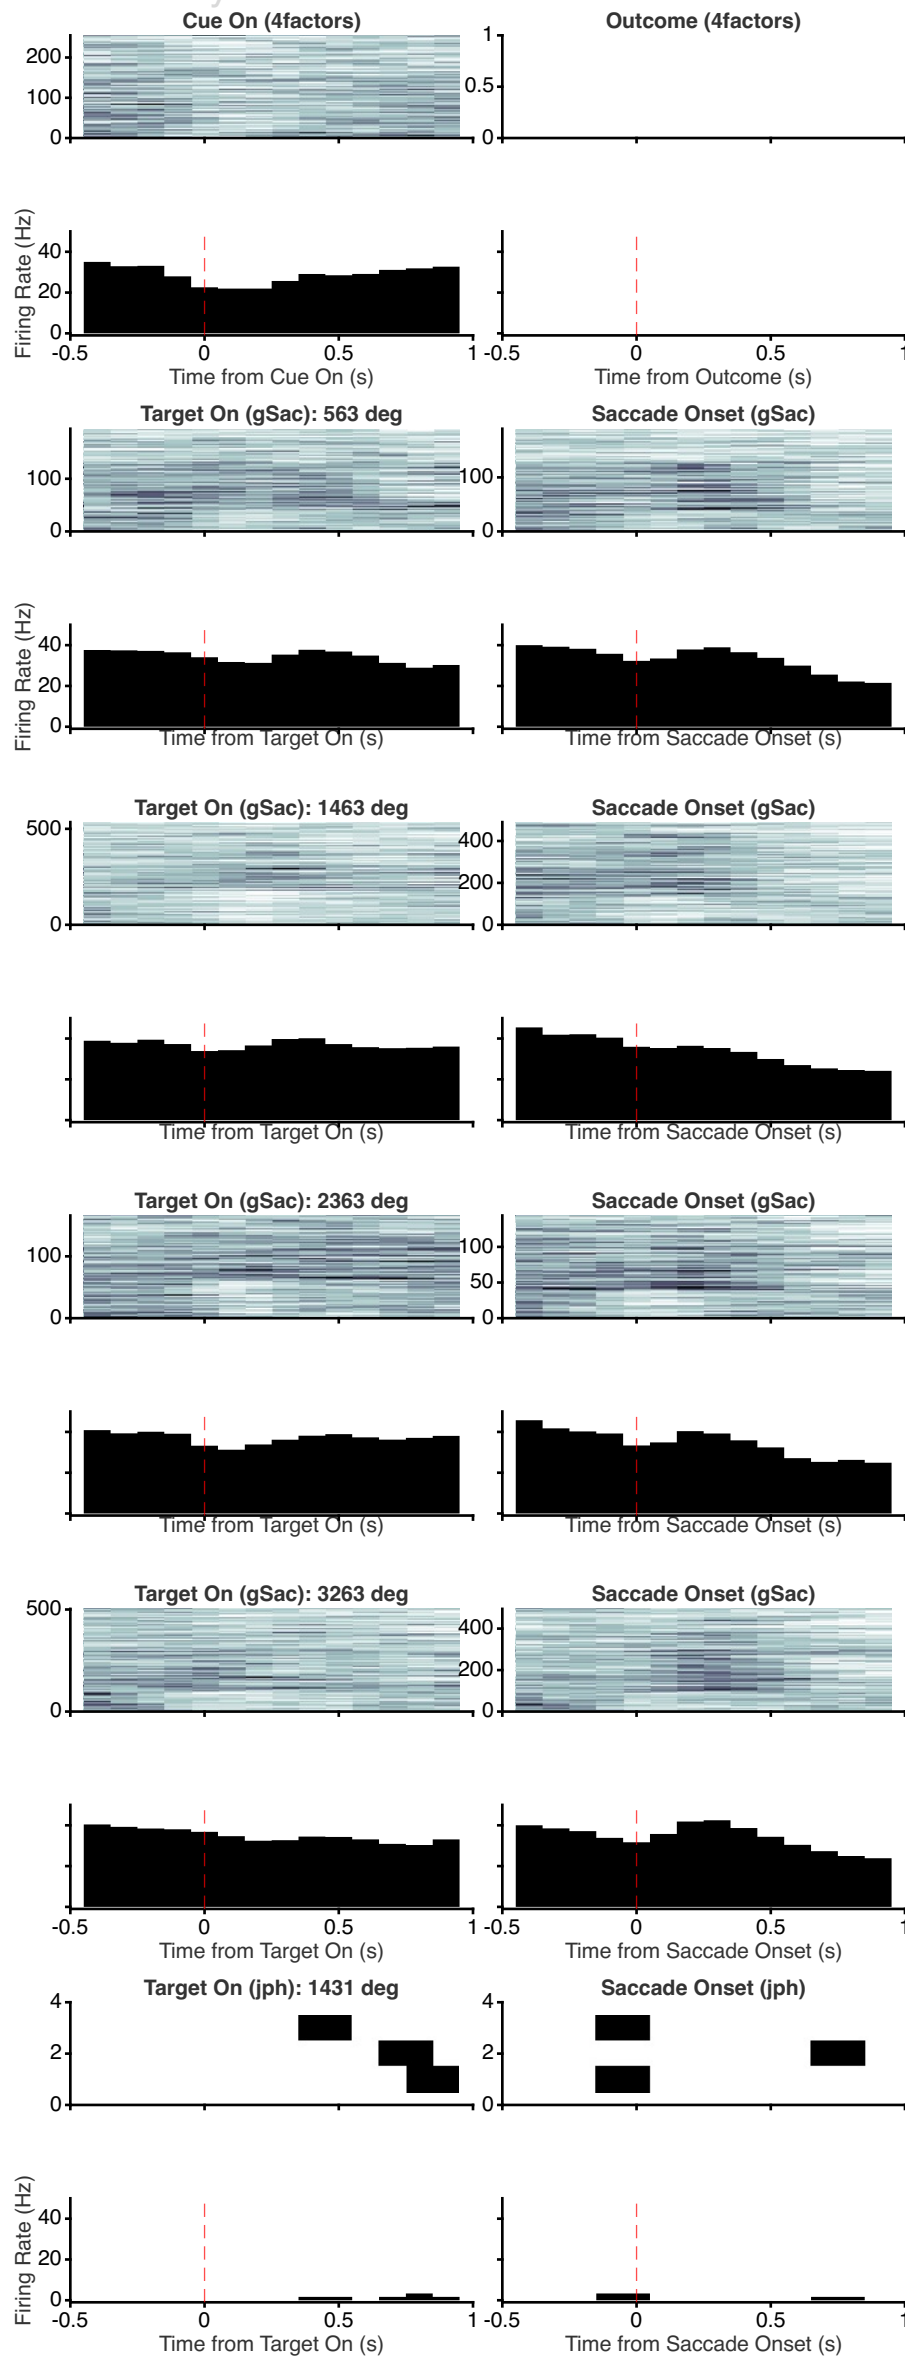 Cue On (4factors)
Outcome (4factors)
200
100
0
1
0.5
0
Firing Rate (Hz)
40
20
0
-0.5 0 0.5 1
-0.5 0 0.5 1
Time from Cue On (s)
Time from Outcome (s)
Target On (gSac): 563 deg
Saccade Onset (gSac)
100
0
100
0
Firing Rate (Hz)
40
20
0
Time from Target On (s)
Time from Saccade Onset (s)
Target On (gSac): 1463 deg
Saccade Onset (gSac)
500
0
400
200
0
Time from Target On (s)
Time from Saccade Onset (s)
Target On (gSac): 2363 deg
Saccade Onset (gSac)
100
0
100
50
0
Time from Target On (s)
Time from Saccade Onset (s)
Target On (gSac): 3263 deg
Saccade Onset (gSac)
500
0
400
200
0
-0.5 0 0.5 1
-0.5 0 0.5 1
Time from Target On (s)
Time from Saccade Onset (s)
Target On (jph): 1431 deg
Saccade Onset (jph)
4
2
0
4
2
0
Firing Rate (Hz)
40
20
0
-0.5 0 0.5 1
-0.5 0 0.5 1
Time from Target On (s)
Time from Saccade Onset (s)